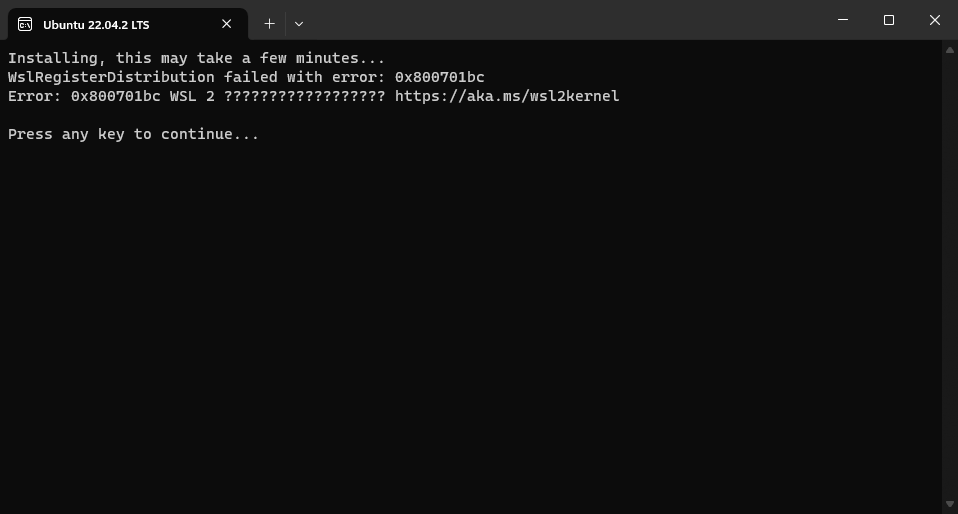 Ubuntu 22.04.2 LTS
Installing, this may take a few minutes...
WslRegisterDistribution failed with error: 0x800701bc
Error: 0x800701bc WSL 2 ?????????????????? https://aka.ms/wsl2kernel
Press any key to continue...